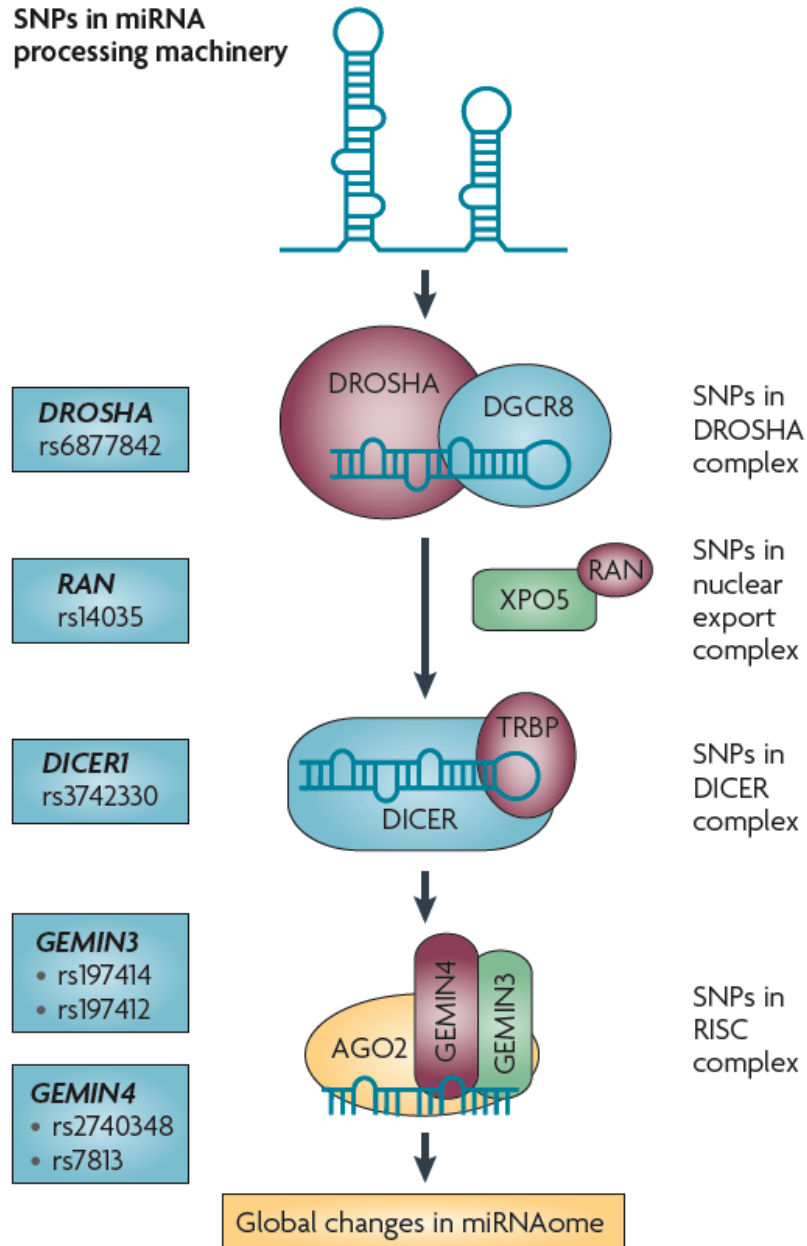 SNPs in miRNA
processing machinery
DROSHA
rs6877842
DROSHA
DGCR8
SNPs in
DROSHA
complex
RAN
rs14035
XPO5
RAN
SNPs in
nuclear
export
complex
DICER1
rs3742330
TRBP
DICER
SNPs in
DICER
complex
GEMIN3
• rs197414
• rs197412
GEMIN4
• rs2740348
• rs7813
AGO2
GEMIN4
GEMIN3
SNPs in
RISC
complex
Global changes in miRNAome